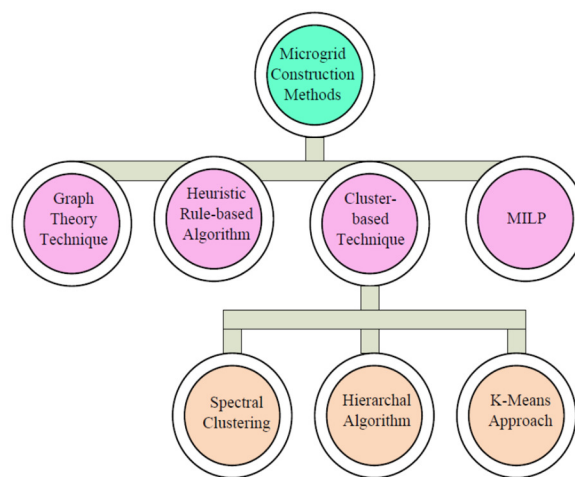 Microgrid
Construction
Methods
Graph
Theory
Technique
Heuristic
Rule-based
Algorithm
Cluster-
based
Technique
MILP
Spectral
Clustering
Hierarchal
Algorithm
K-Means
Approach